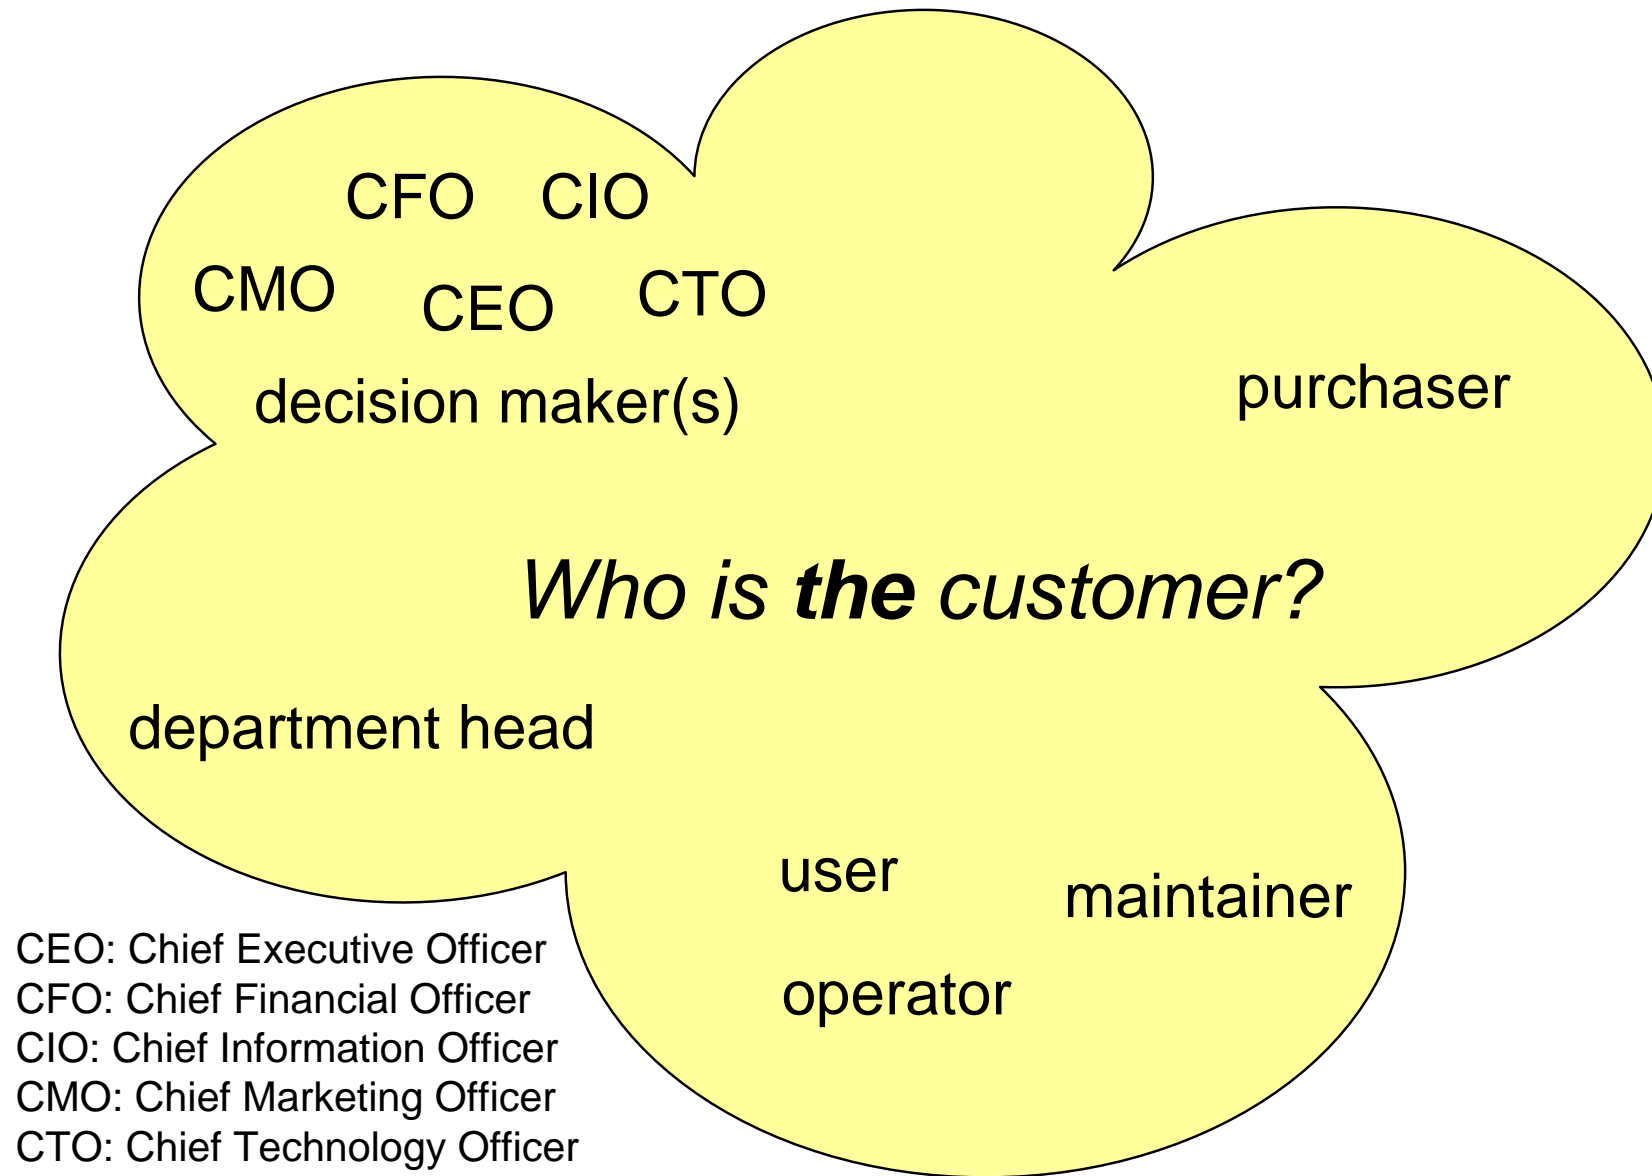 CFO CIO
CMO CEO CTO
decision maker(s)
purchaser
Who is the customer?
department head
user
maintainer
operator
CEO: Chief Executive Officer
CFO: Chief Financial Officer
CIO: Chief Information Officer
CMO: Chief Marketing Officer
CTO: Chief Technology Officer